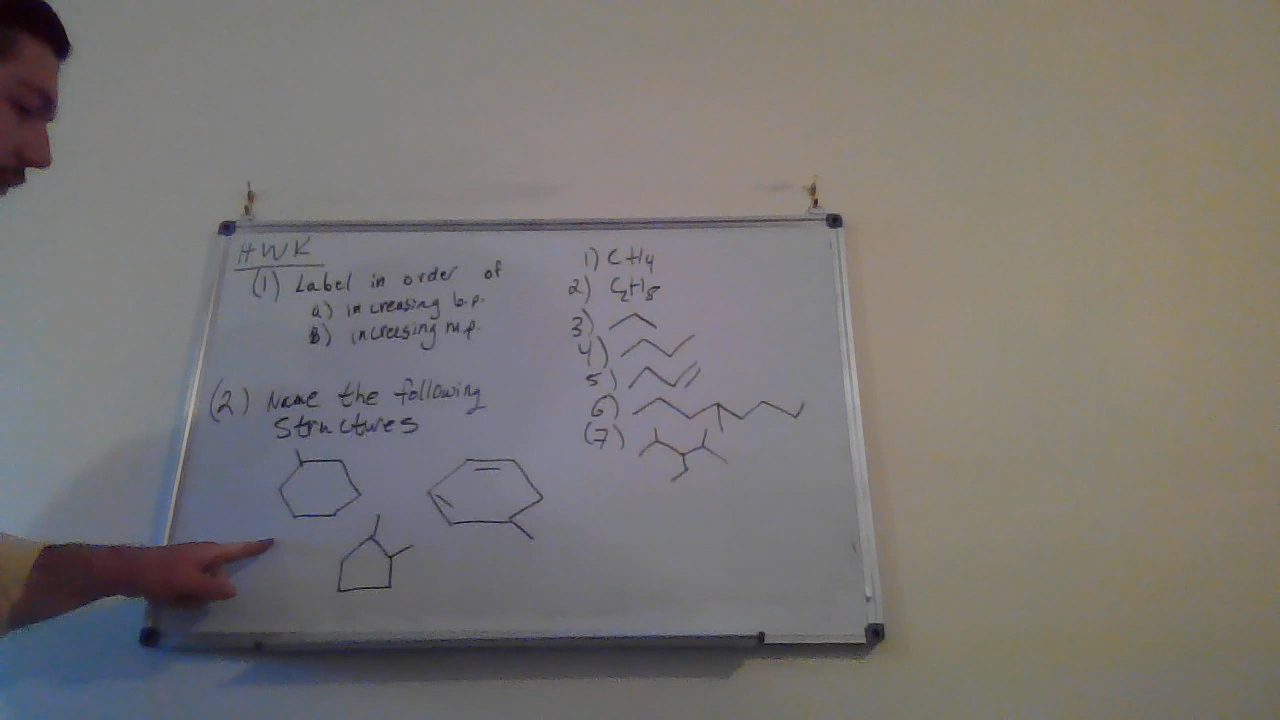 HWK
(1) Label in order of
a) increasing b.p.
b) increasing m.p.
(2) Name the following
structures
1) CH4
2) C2H8
3)
4)
5)
6)
(7)